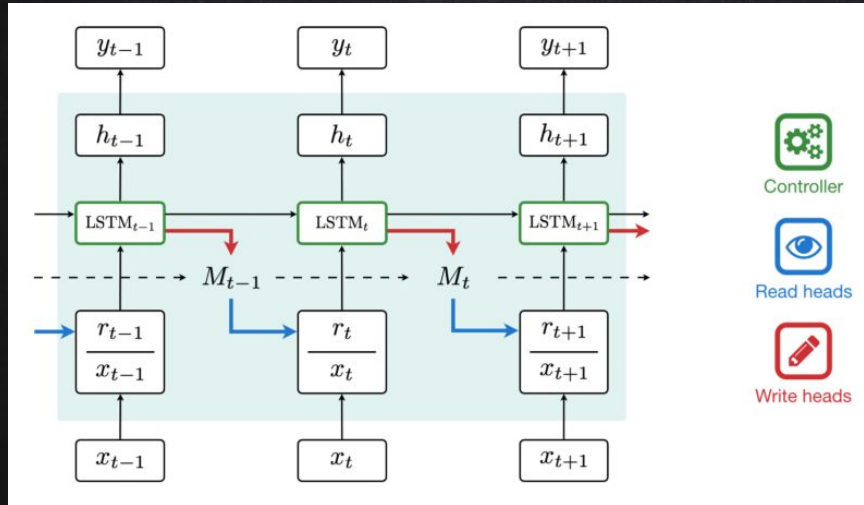 y_{t-1} y_t y_{t+1}
h_{t-1} h_t h_{t+1}
Controller
LSTM_{t-1} LSTM_t LSTM_{t+1}
M_{t-1} M_t
Read heads
r_{t-1} r_t r_{t+1}
x_{t-1} x_t x_{t+1}
Write heads
x_{t-1} x_t x_{t+1}